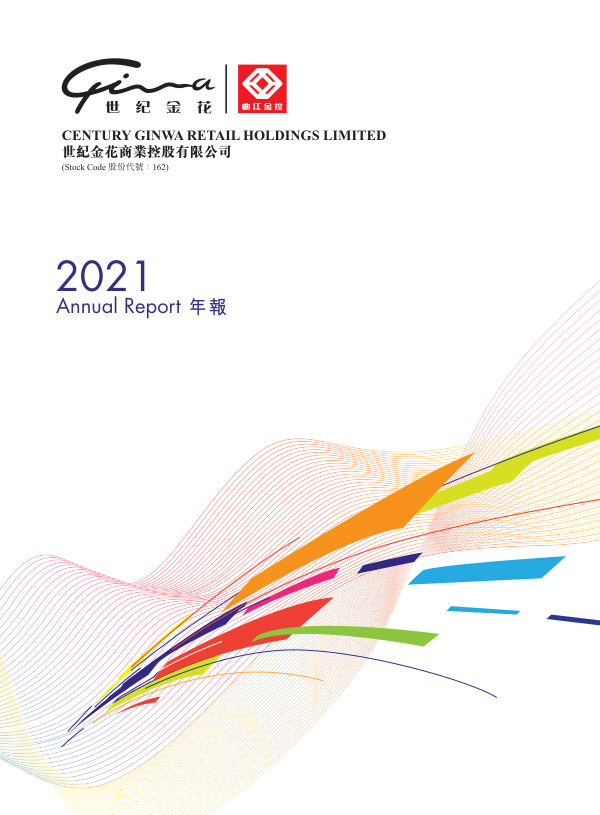 Ginwa
世紀金花
曲江金控
CENTURY GINWA RETAIL HOLDINGS LIMITED
世紀金花商業控股有限公司
(Stock Code 股份代號：162)
2021
Annual Report 年報